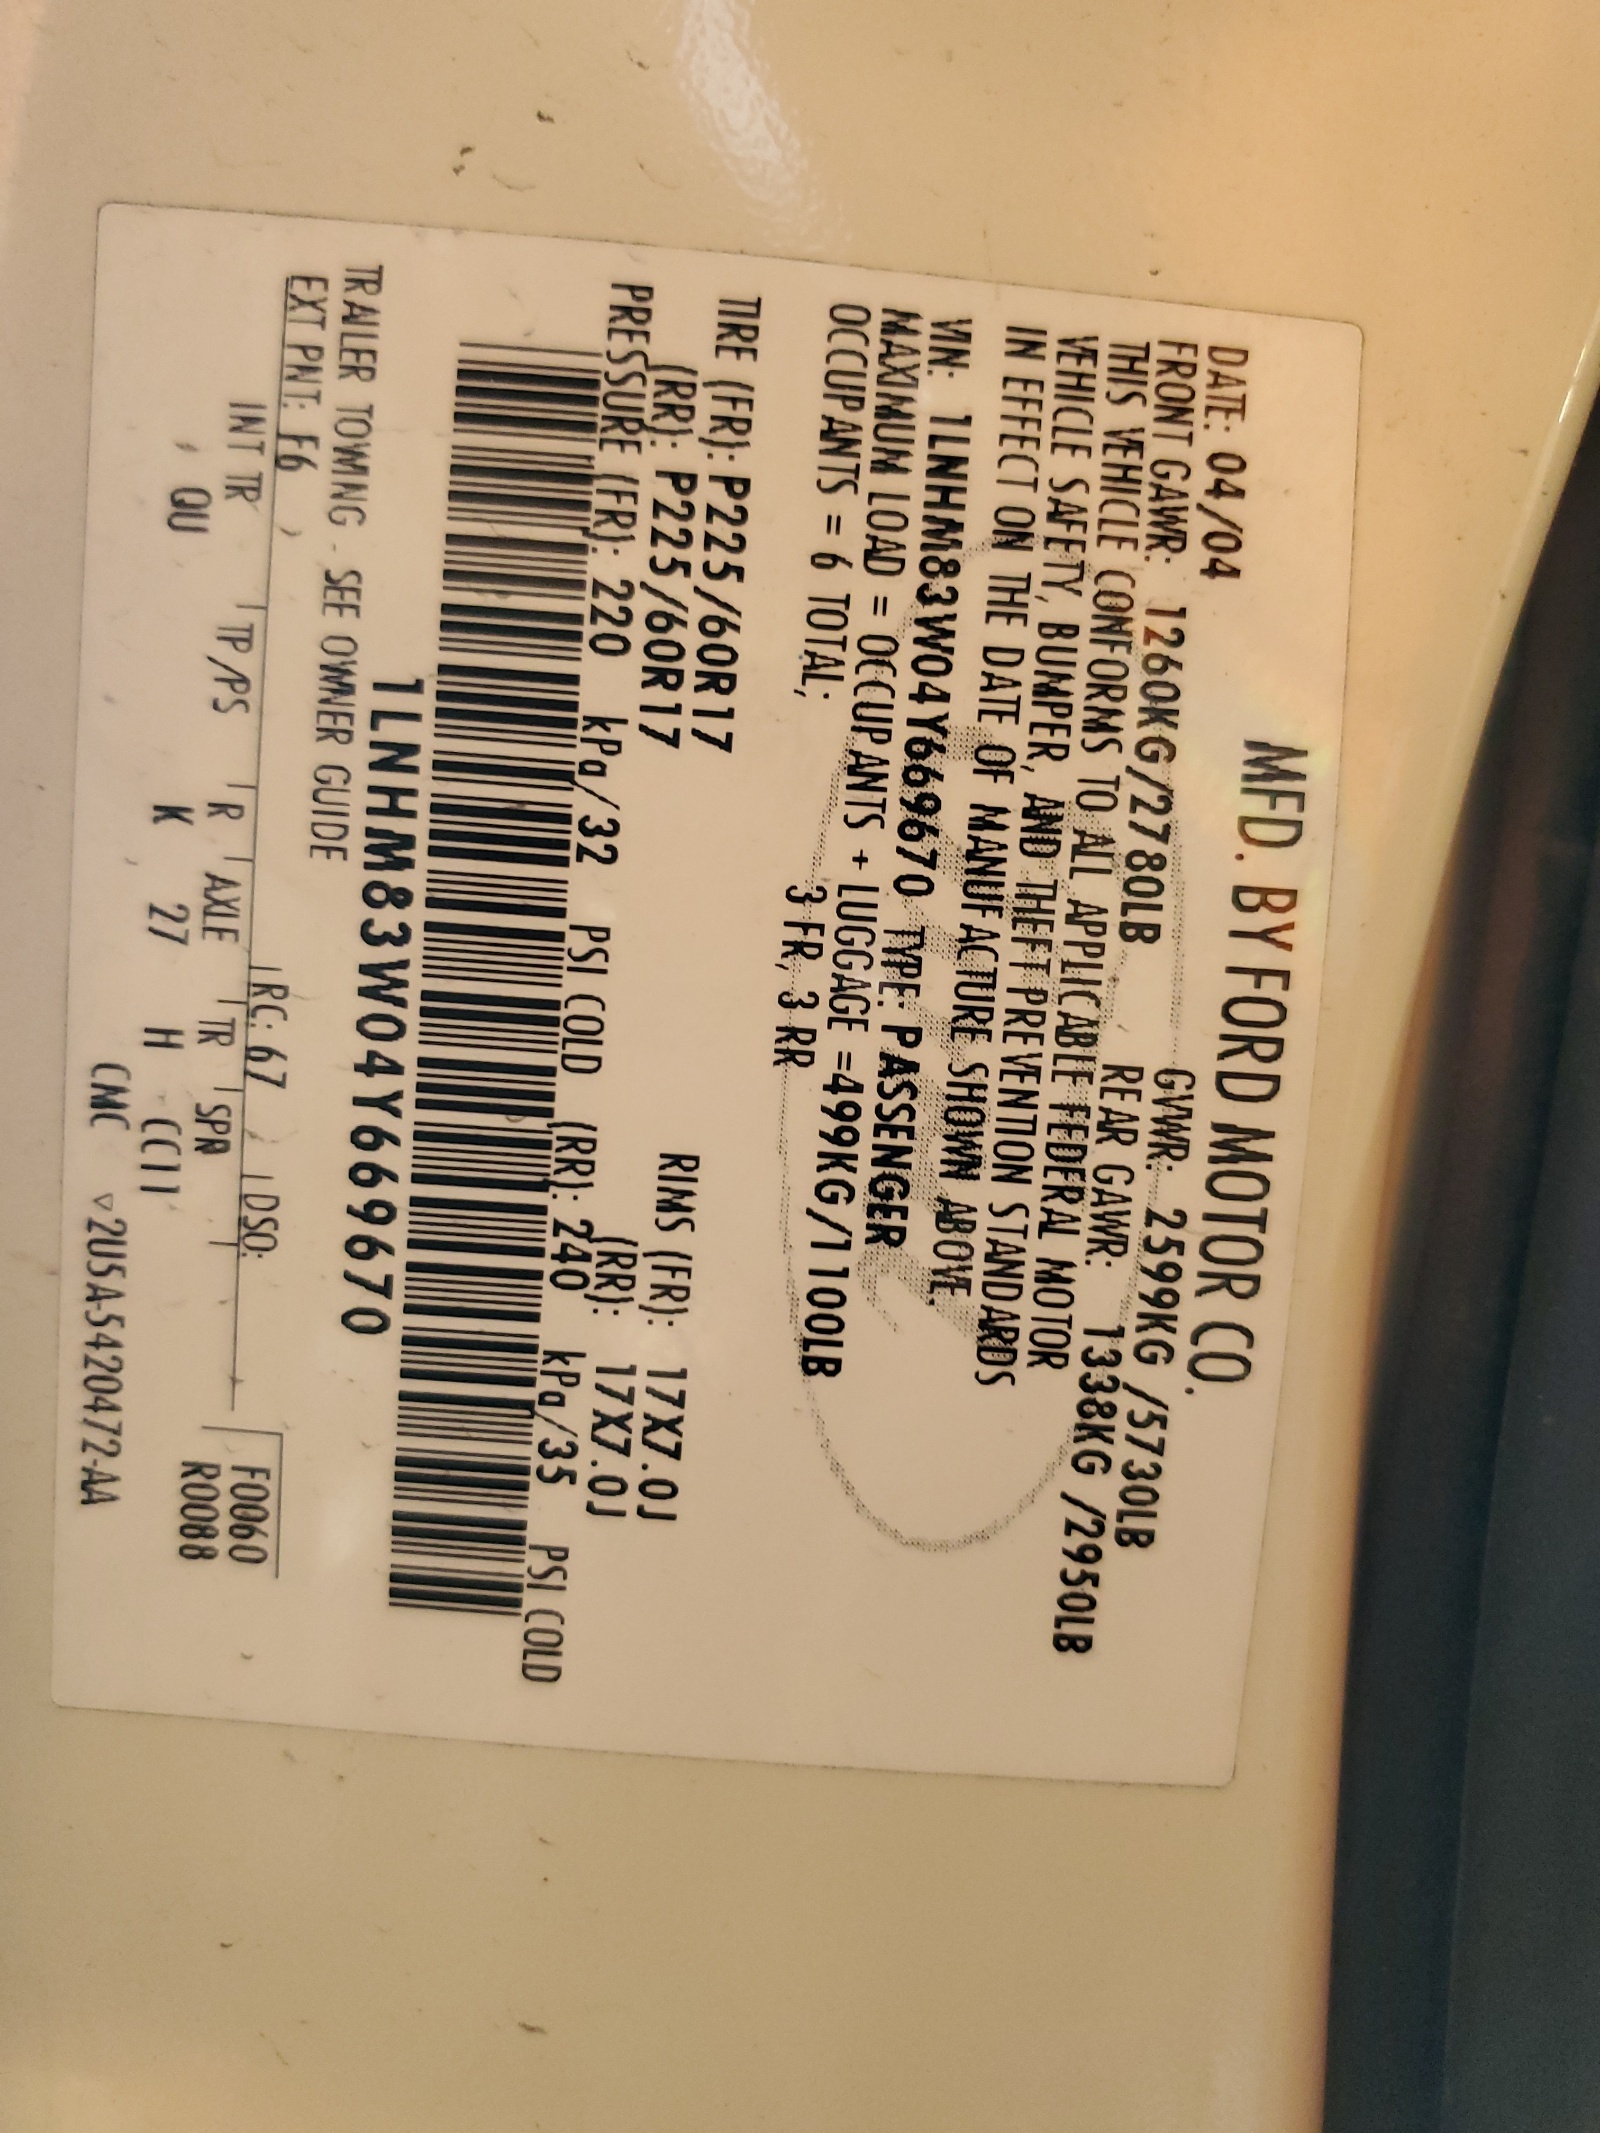 MFD. BY FORD MOTOR CO.
DATE: 04/04 GVWR: 2599KG /5730LB
FRONT GAWR: 1260KG/2780LB REAR GAWR: 1338KG /2950LB
THIS VEHICLE CONFORMS TO ALL APPLICABLE FEDERAL MOTOR
VEHICLE SAFETY, BUMPER, AND THEFT PREVENTION STANDARDS
IN EFFECT ON THE DATE OF MANUFACTURE SHOWN ABOVE.
VIN: 1LNHM83W04Y669670 TYPE: PASSENGER
MAXIMUM LOAD = OCCUPANTS + LUGGAGE =499KG/1100LB
OCCUPANTS = 6 TOTAL; 3 FR, 3 RR
TIRE (FR): P225/60R17 RIMS (FR): 17X7.0J
(RR): P225/60R17 (RR): 17X7.0J
PRESSURE (FR): 220 kPa/32 PSI COLD (RR): 240 kPa/35 PSI COLD
1LNHM83W04Y669670
TRAILER TOWING - SEE OWNER GUIDE
EXT PNT: F6 RC: 67 DSO:
INT TR TP/PS R AXLE TR SPR F0060
QU K 27 H CC11 R0088
CMC ▽2U5A-5420472-AA